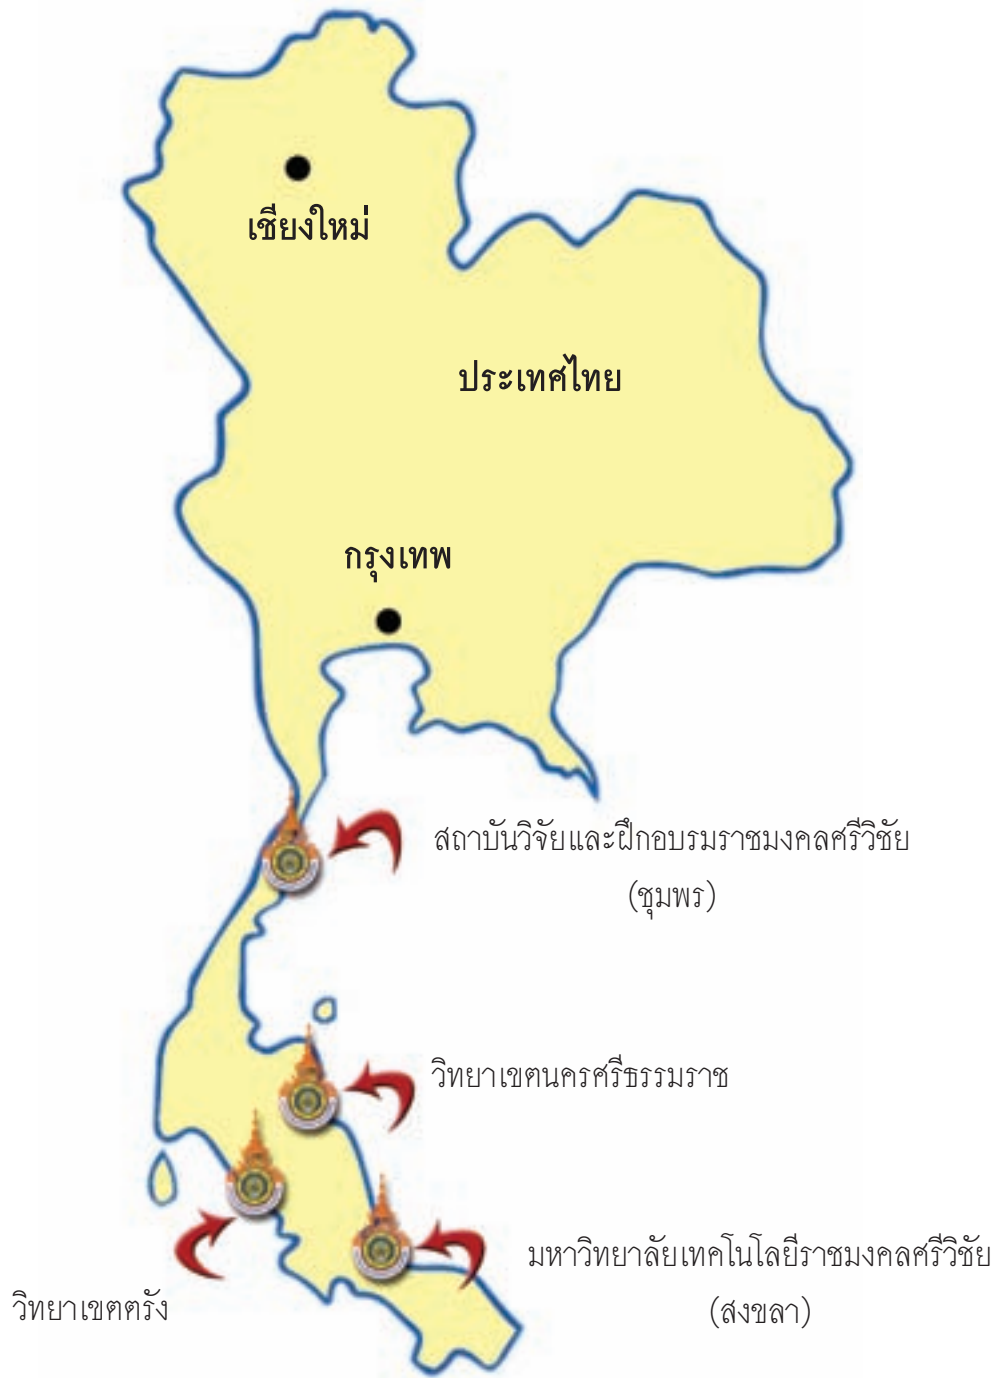 เชียงใหม่
ประเทศไทย
กรุงเทพ
สถาบันวิจัยและฝึกอบรมราชมงคลศรีวิชัย
(ชุมพร)
วิทยาเขตนครศรีธรรมราช
มหาวิทยาลัยเทคโนโลยีราชมงคลศรีวิชัย
(สงขลา)
วิทยาเขตตรัง